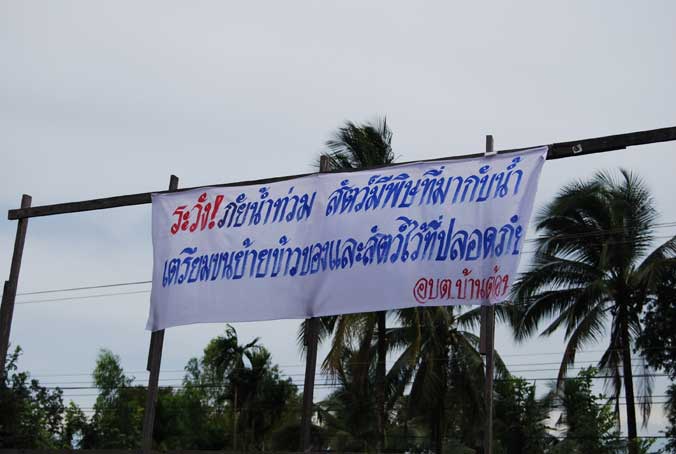 ระวัง! ภัยน้ำท่วม สัตว์มีพิษที่มากับน้ำ
เตรียมขนย้ายข้าวของและสัตว์ไว้ที่ปลอดภัย
อบต.บ้านต้อง